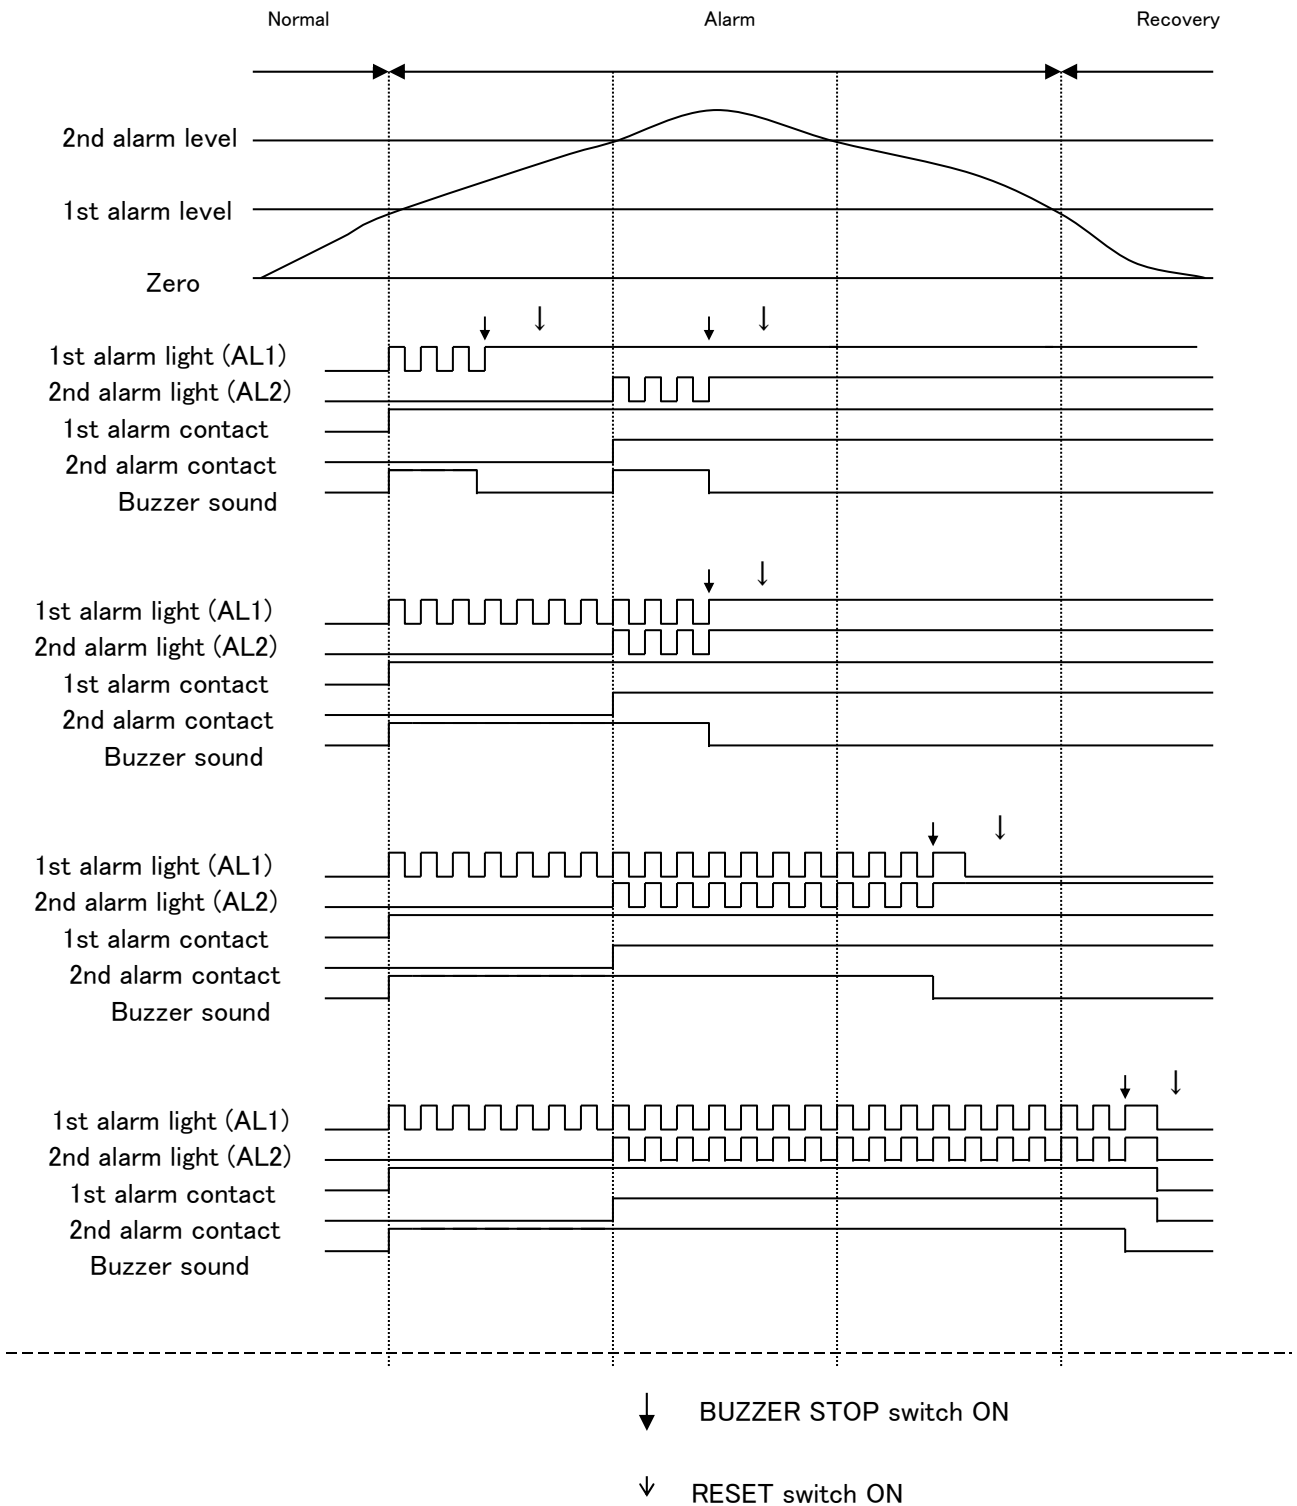 Normal Alarm Recovery
2nd alarm level
1st alarm level
Zero
1st alarm light (AL1)
2nd alarm light (AL2)
1st alarm contact
2nd alarm contact
Buzzer sound
1st alarm light (AL1)
2nd alarm light (AL2)
1st alarm contact
2nd alarm contact
Buzzer sound
1st alarm light (AL1)
2nd alarm light (AL2)
1st alarm contact
2nd alarm contact
Buzzer sound
1st alarm light (AL1)
2nd alarm light (AL2)
1st alarm contact
2nd alarm contact
Buzzer sound
BUZZER STOP switch ON
RESET switch ON